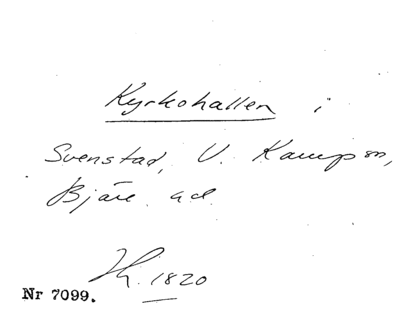 Kyrkohallen i
Svenstad, V. Karup sn,
Bjäre hd.
1820
Nr 7099.